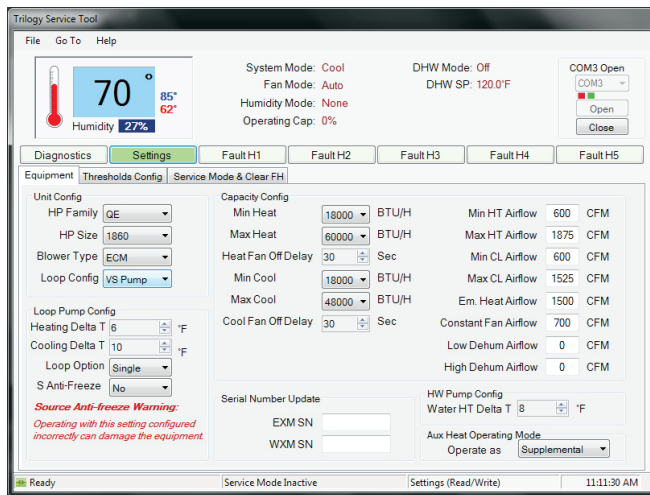 Trilogy Service Tool
File Go To Help
70°
85°
62°
Humidity 27%
System Mode: Cool
Fan Mode: Auto
Humidity Mode: None
Operating Cap: 0%
DHW Mode: Off
DHW SP: 120.0°F
COM3 Open
COM3
Open
Close
Diagnostics Settings Fault H1 Fault H2 Fault H3 Fault H4 Fault H5
Equipment Thresholds Config Service Mode & Clear FH
Unit Config
HP Family QE
HP Size 1860
Blower Type ECM
Loop Config VS Pump
Loop Pump Config
Heating Delta T 6 °F
Cooling Delta T 10 °F
Loop Option Single
S Anti-Freeze No
Source Anti-freeze Warning:
Operating with this setting configured
incorrectly can damage the equipment.
Capacity Config
Min Heat 18000 BTU/H
Max Heat 60000 BTU/H
Heat Fan Off Delay 30 Sec
Min Cool 18000 BTU/H
Max Cool 48000 BTU/H
Cool Fan Off Delay 30 Sec
Min HT Airflow 600 CFM
Max HT Airflow 1875 CFM
Min CL Airflow 600 CFM
Max CL Airflow 1525 CFM
Em. Heat Airflow 1500 CFM
Constant Fan Airflow 700 CFM
Low Dehum Airflow 0 CFM
High Dehum Airflow 0 CFM
Serial Number Update
EXM SN
WXM SN
HW Pump Config
Water HT Delta T 8 °F
Aux Heat Operating Mode
Operate as Supplemental
Ready Service Mode Inactive Settings (Read/Write) 11:11:30 AM